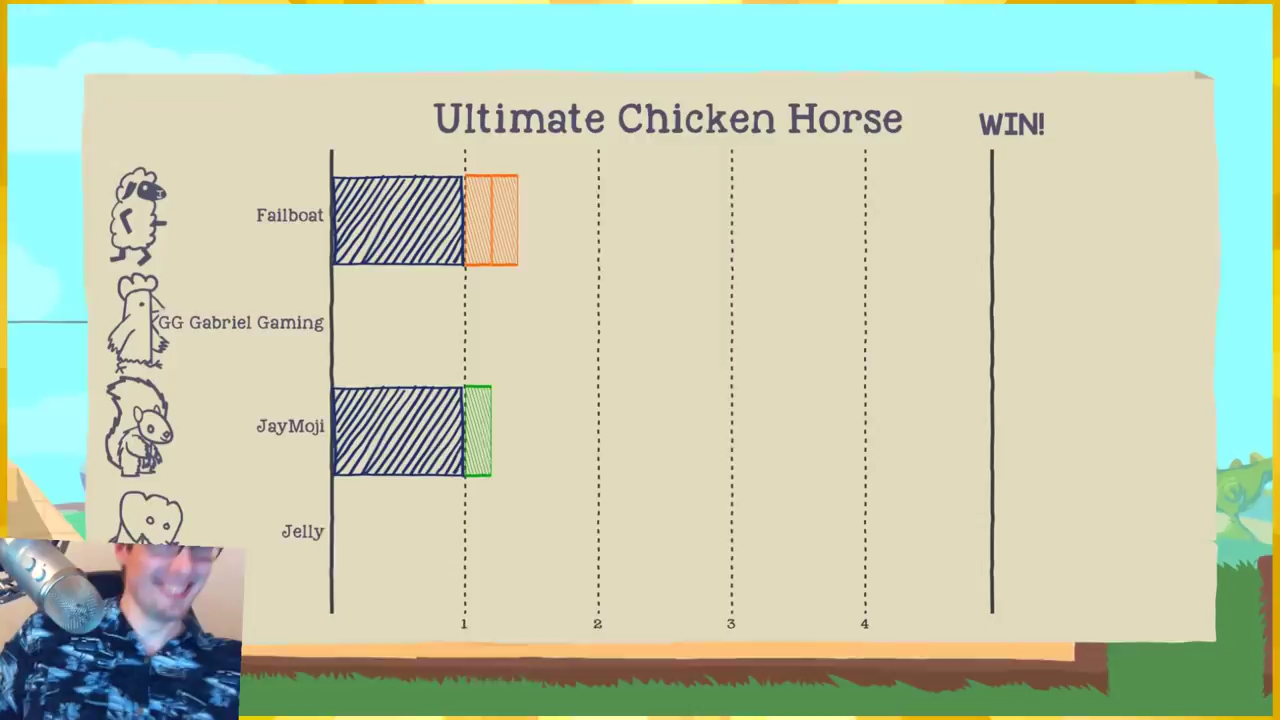 Ultimate Chicken Horse
WIN!
Failboat
GG Gabriel Gaming
JayMoji
Jelly
1 2 3 4